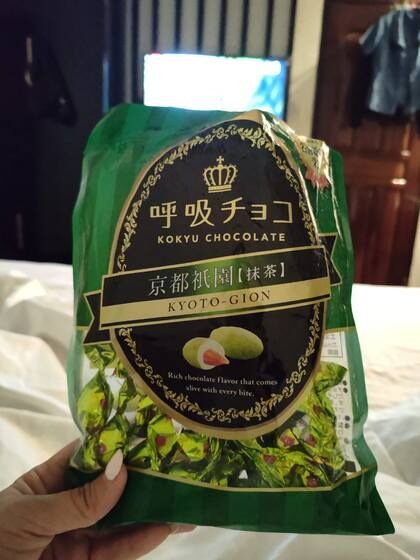 呼吸チョコ
KOKYU CHOCOLATE
京都祇園【抹茶】
KYOTO-GION
Rich chocolate flavor that comes
alive with every bite.